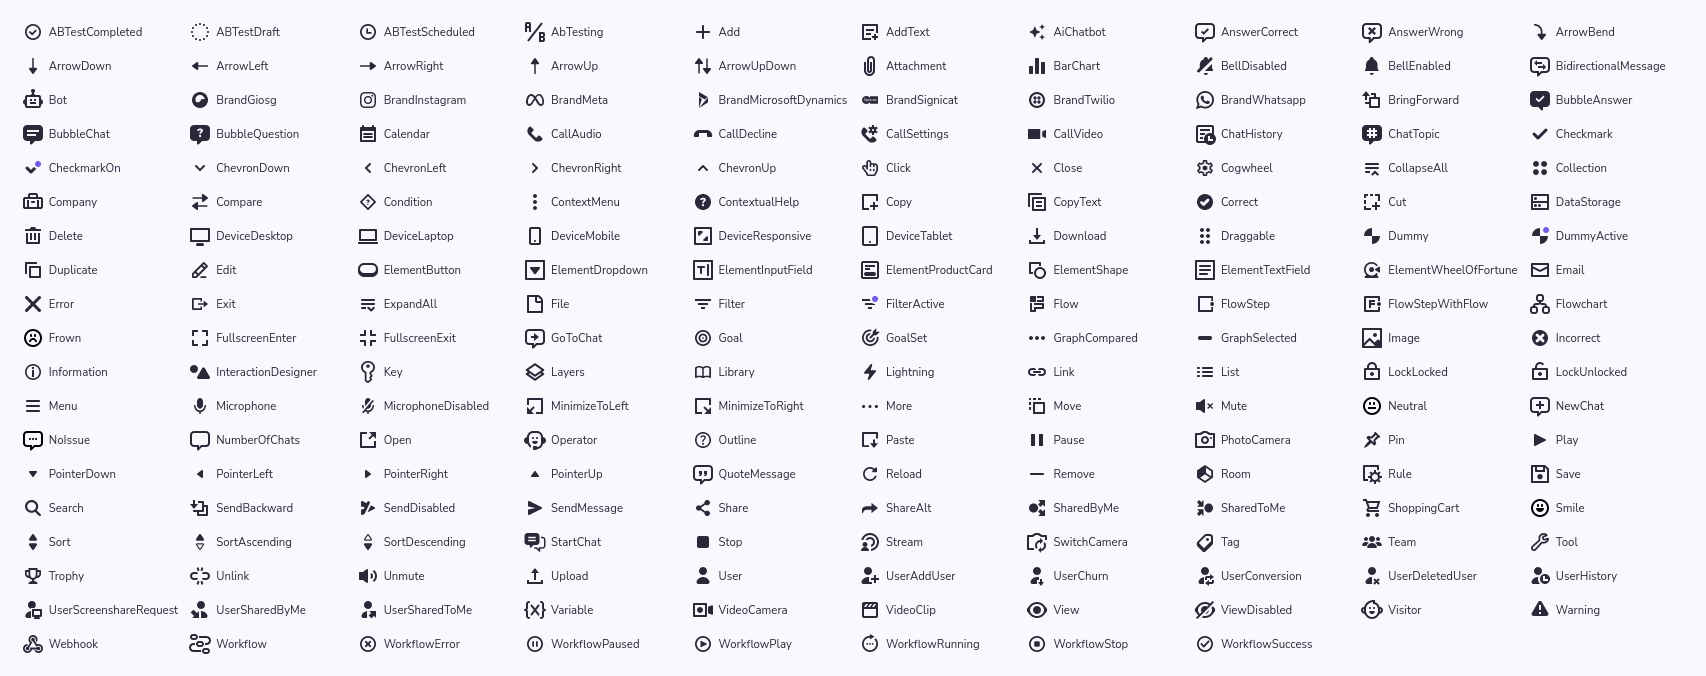 ABTestCompleted ABTestDraft ABTestScheduled AbTesting Add AddText AiChatbot AnswerCorrect AnswerWrong ArrowBend
ArrowDown ArrowLeft ArrowRight ArrowUp ArrowUpDown Attachment BarChart BellDisabled BellEnabled BidirectionalMessage
Bot BrandGiosg BrandInstagram BrandMeta BrandMicrosoftDynamics BrandSignicat BrandTwilio BrandWhatsapp BringForward BubbleAnswer
BubbleChat BubbleQuestion Calendar CallAudio CallDecline CallSettings CallVideo ChatHistory ChatTopic Checkmark
CheckmarkOn ChevronDown ChevronLeft ChevronRight ChevronUp Click Close Cogwheel CollapseAll Collection
Company Compare Condition ContextMenu ContextualHelp Copy CopyText Correct Cut DataStorage
Delete DeviceDesktop DeviceLaptop DeviceMobile DeviceResponsive DeviceTablet Download Draggable Dummy DummyActive
Duplicate Edit ElementButton ElementDropdown ElementInputField ElementProductCard ElementShape ElementTextField ElementWheelOfFortune Email
Error Exit ExpandAll File Filter FilterActive Flow FlowStep FlowStepWithFlow Flowchart
Frown FullscreenEnter FullscreenExit GoToChat Goal GoalSet GraphCompared GraphSelected Image Incorrect
Information InteractionDesigner Key Layers Library Lightning Link List LockLocked LockUnlocked
Menu Microphone MicrophoneDisabled MinimizeToLeft MinimizeToRight More Move Mute Neutral NewChat
NoIssue NumberOfChats Open Operator Outline Paste Pause PhotoCamera Pin Play
PointerDown PointerLeft PointerRight PointerUp QuoteMessage Reload Remove Room Rule Save
Search SendBackward SendDisabled SendMessage Share ShareAlt SharedByMe SharedToMe ShoppingCart Smile
Sort SortAscending SortDescending StartChat Stop Stream SwitchCamera Tag Team Tool
Trophy Unlink Unmute Upload User UserAddUser UserChurn UserConversion UserDeletedUser UserHistory
UserScreenshareRequest UserSharedByMe UserSharedToMe Variable VideoCamera VideoClip View ViewDisabled Visitor Warning
Webhook Workflow WorkflowError WorkflowPaused WorkflowPlay WorkflowRunning WorkflowStop WorkflowSuccess